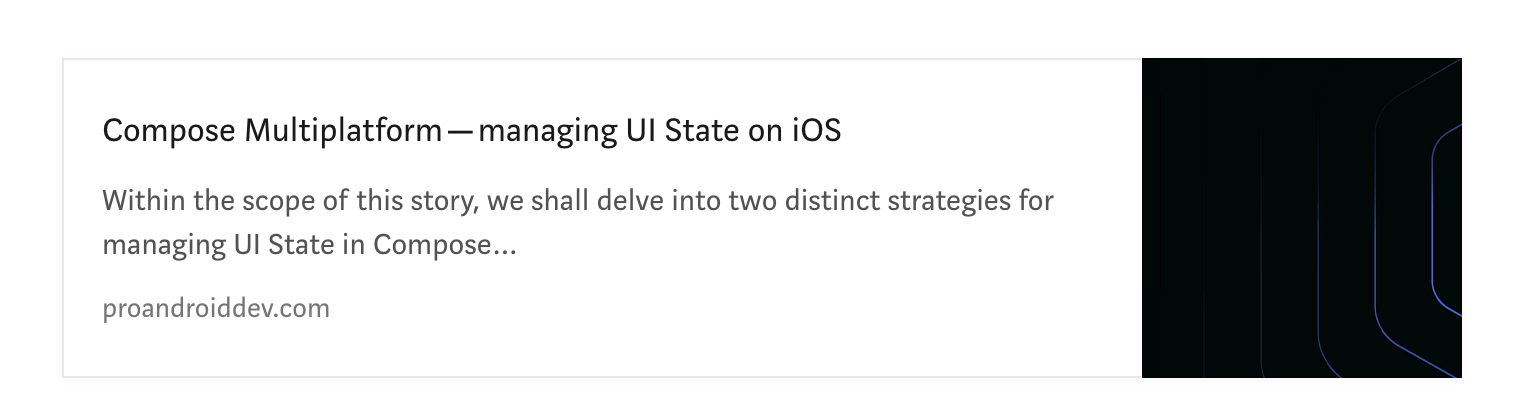 Compose Multiplatform — managing UI State on iOS
Within the scope of this story, we shall delve into two distinct strategies for
managing UI State in Compose…
proandroiddev.com